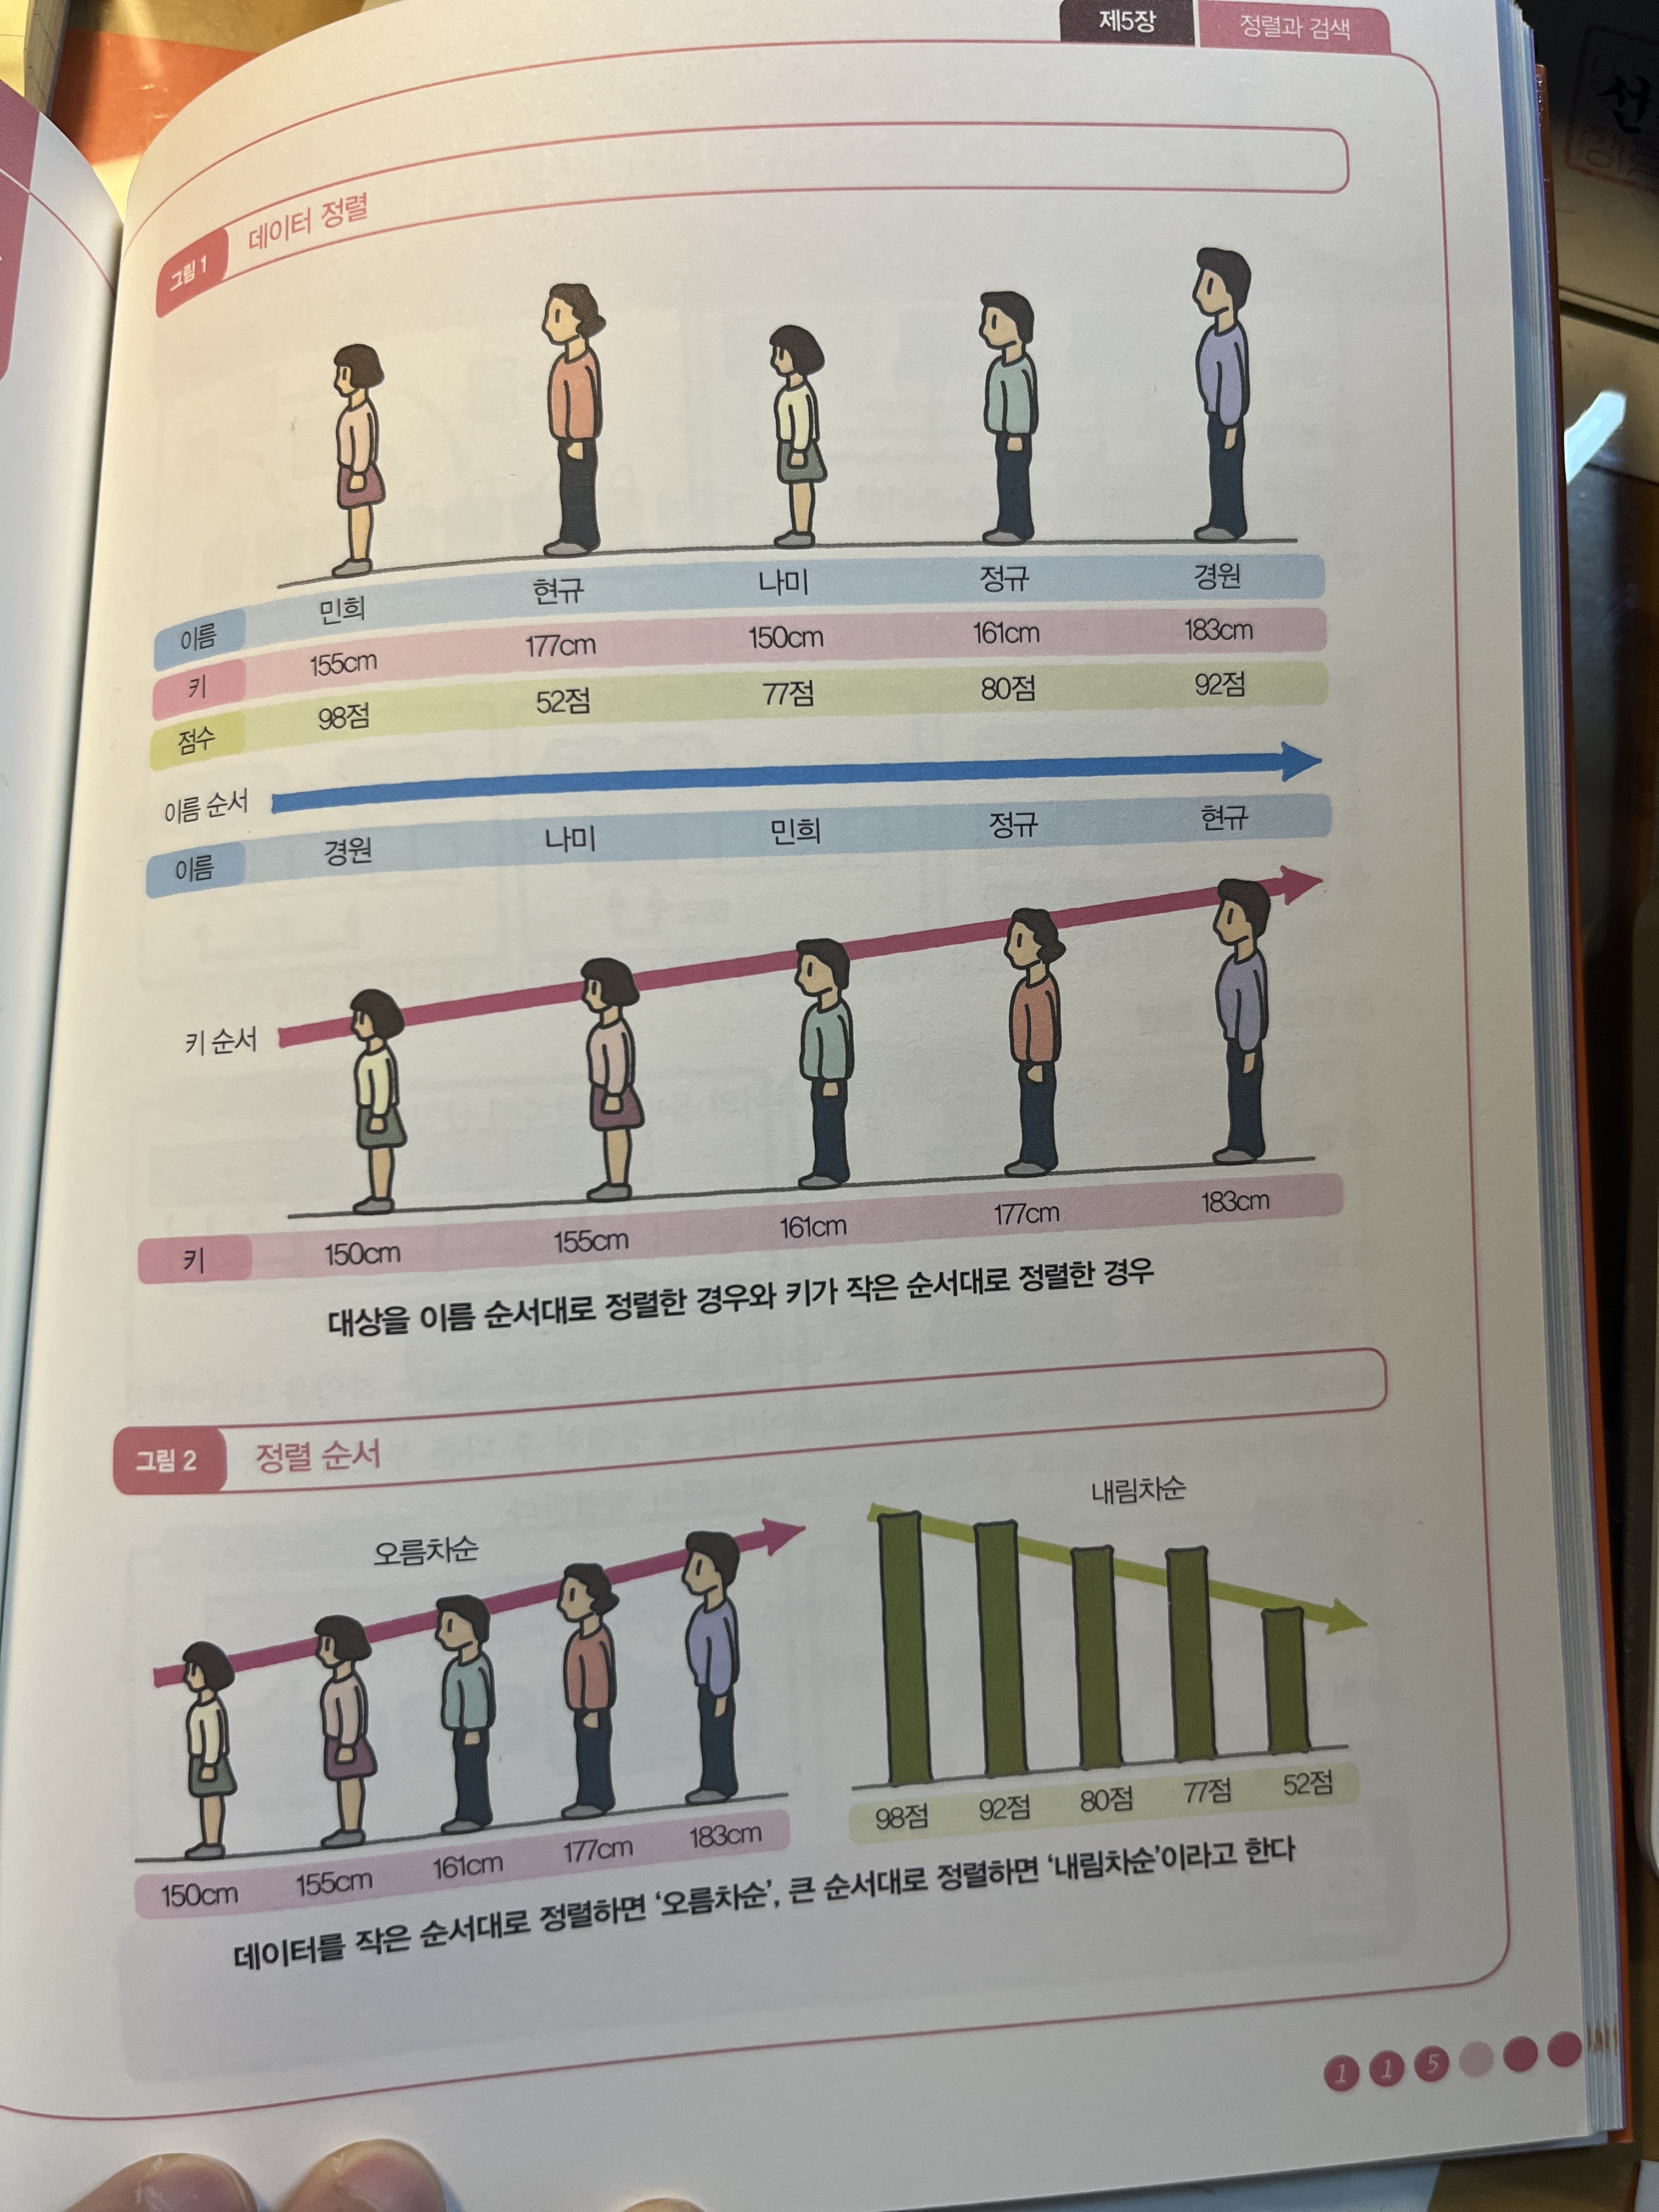 제5장 정렬과 검색
그림 1 데이터 정렬
이름 민희 현규 나미 정규 경원
키 155cm 177cm 150cm 161cm 183cm
점수 98점 52점 77점 80점 92점
이름 순서
이름 경원 나미 민희 정규 현규
키 순서
키 150cm 155cm 161cm 177cm 183cm
대상을 이름 순서대로 정렬한 경우와 키가 작은 순서대로 정렬한 경우
그림 2 정렬 순서
오름차순
150cm 155cm 161cm 177cm 183cm
내림차순
98점 92점 80점 77점 52점
데이터를 작은 순서대로 정렬하면 ‘오름차순’, 큰 순서대로 정렬하면 ‘내림차순’이라고 한다
115